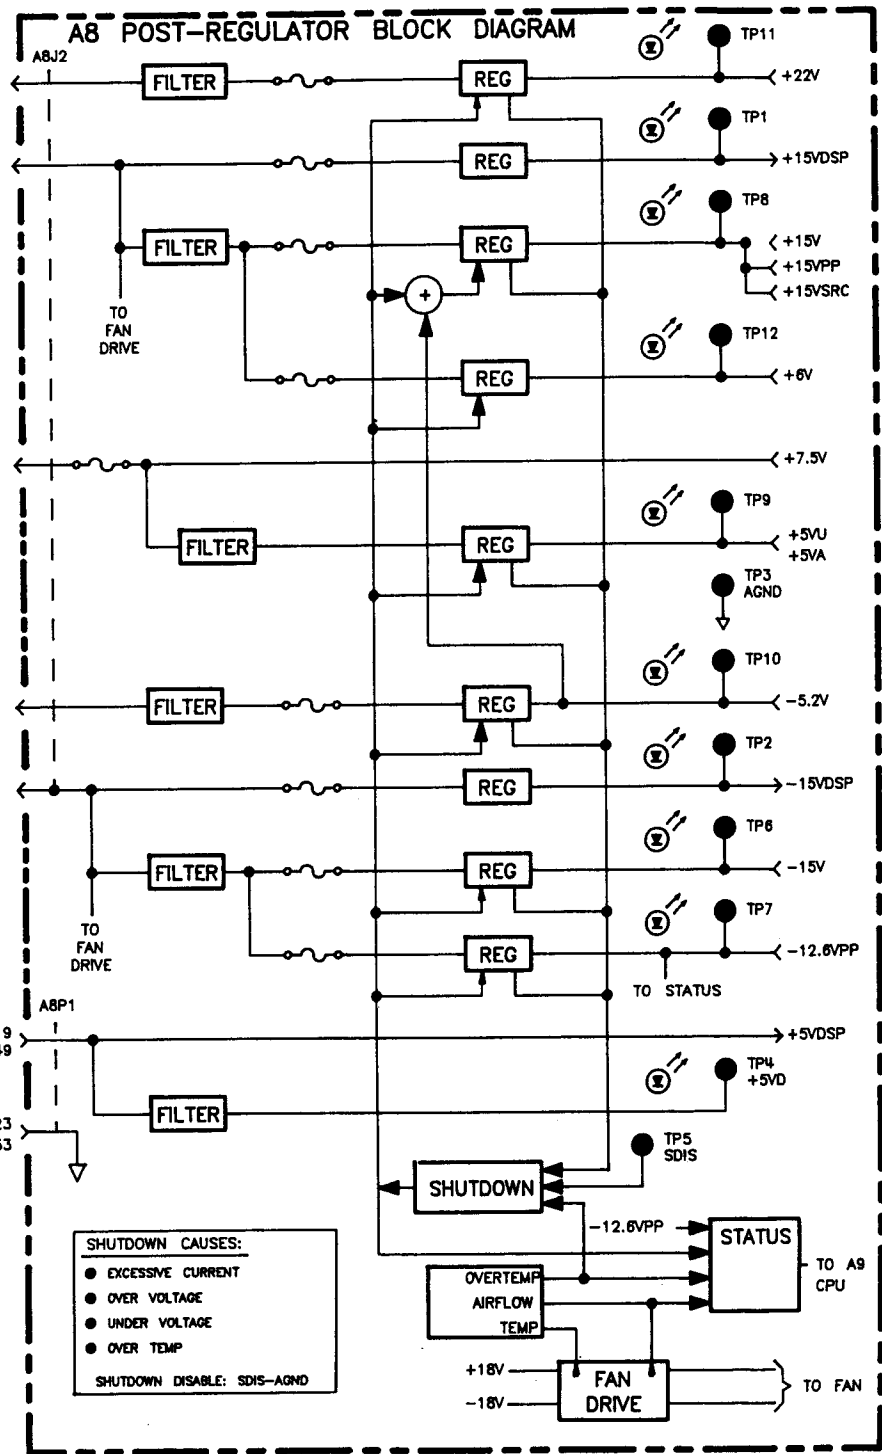 A8 POST-REGULATOR BLOCK DIAGRAM
A8J2
TP11
FILTER
REG
+22V
TP1
REG
+15VDSP
TP8
FILTER
REG
+15V
+15VPP
+15VSRC
+
TO
FAN
DRIVE
TP12
REG
+6V
+7.5V
TP9
FILTER
REG
+5VU
+5VA
TP3
AGND
TP10
FILTER
REG
-5.2V
TP2
REG
-15VDSP
TP6
FILTER
REG
-15V
TP7
TO
FAN
DRIVE
REG
-12.6VPP
TO STATUS
A8P1
9
49
+5VDSP
TP4
+5VD
FILTER
23
63
TP5
SDIS
SHUTDOWN
-12.6VPP
STATUS
TO A9
CPU
OVERTEMP
AIRFLOW
TEMP
SHUTDOWN CAUSES:
● EXCESSIVE CURRENT
● OVER VOLTAGE
● UNDER VOLTAGE
● OVER TEMP
SHUTDOWN DISABLE: SDIS-AGND
+18V
-18V
FAN
DRIVE
TO FAN